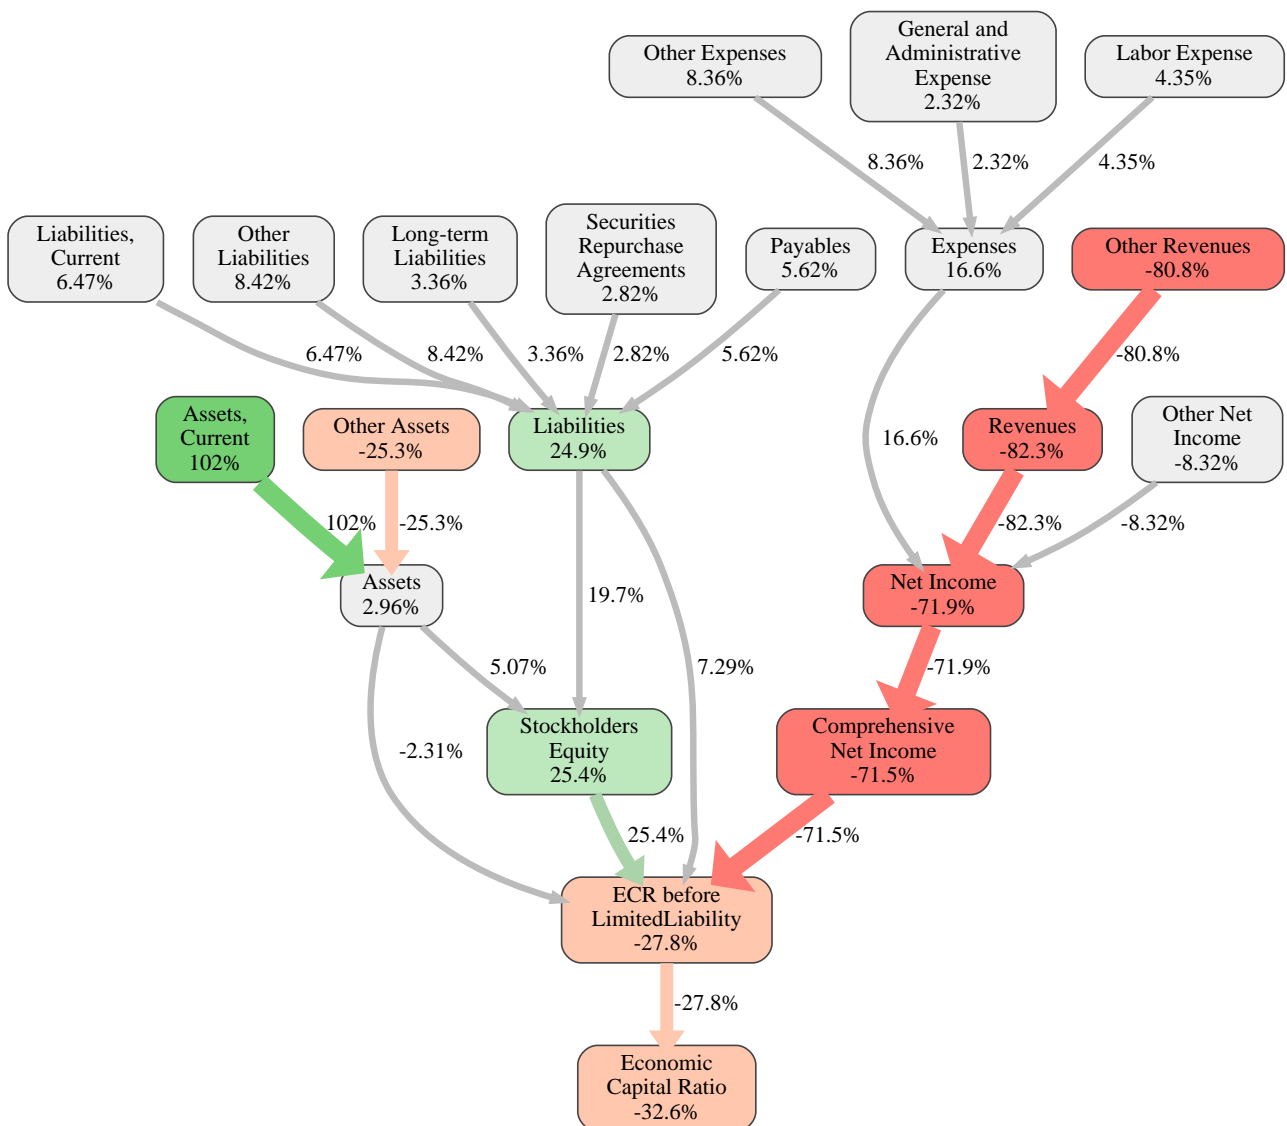 General and
Administrative
Expense
2.32%
Other Expenses
8.36%
Labor Expense
4.35%
8.36%
2.32%
4.35%
Liabilities,
Current
6.47%
Other
Liabilities
8.42%
Long-term
Liabilities
3.36%
Securities
Repurchase
Agreements
2.82%
Payables
5.62%
Expenses
16.6%
Other Revenues
-80.8%
6.47%
8.42%
3.36%
2.82%
5.62%
-80.8%
Assets,
Current
102%
Other Assets
-25.3%
Liabilities
24.9%
16.6%
Revenues
-82.3%
Other Net
Income
-8.32%
102%
-25.3%
-82.3%
-8.32%
Assets
2.96%
19.7%
Net Income
-71.9%
5.07%
7.29%
-71.9%
-2.31%
Stockholders
Equity
25.4%
Comprehensive
Net Income
-71.5%
25.4%
-71.5%
ECR before
LimitedLiability
-27.8%
-27.8%
Economic
Capital Ratio
-32.6%